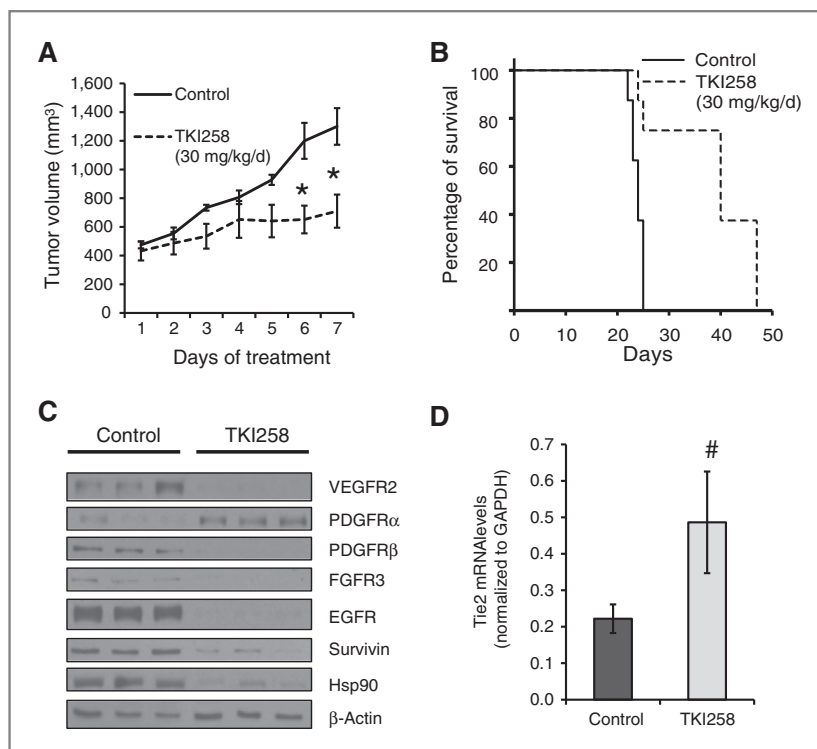 A
Tumor volume (mm³)
1,600
1,400
1,200
1,000
800
600
400
200
0
Control
TKI258
(30 mg/kg/d)
*
*
1 2 3 4 5 6 7
Days of treatment
B
Percentage of survival
100
80
60
40
20
Control
TKI258
(30 mg/kg/d)
0 10 20 30 40 50
Days
C
Control TKI258
VEGFR2
PDGFRα
PDGFRβ
FGFR3
EGFR
Survivin
Hsp90
β-Actin
D
Tie2 mRNAlevels
(normalized to GAPDH)
0.7
0.6
0.5
0.4
0.3
0.2
0.1
0.0
#
Control TKI258